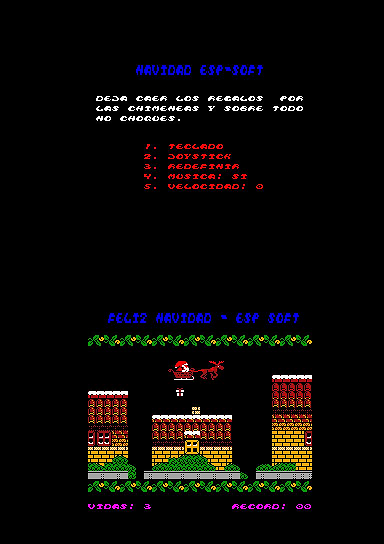 NAVIDAD ESP-SOFT
DEJA CAER LOS REGALOS POR
LAS CHIMENEAS Y SOBRE TODO
NO CHOQUES.
1. TECLADO
2. JOYSTICK
3. REDEFINIR
4. MUSICA: SI
5. VELOCIDAD: 0
FELIZ NAVIDAD * ESP SOFT
VIDAS: 3 RECORD: 00